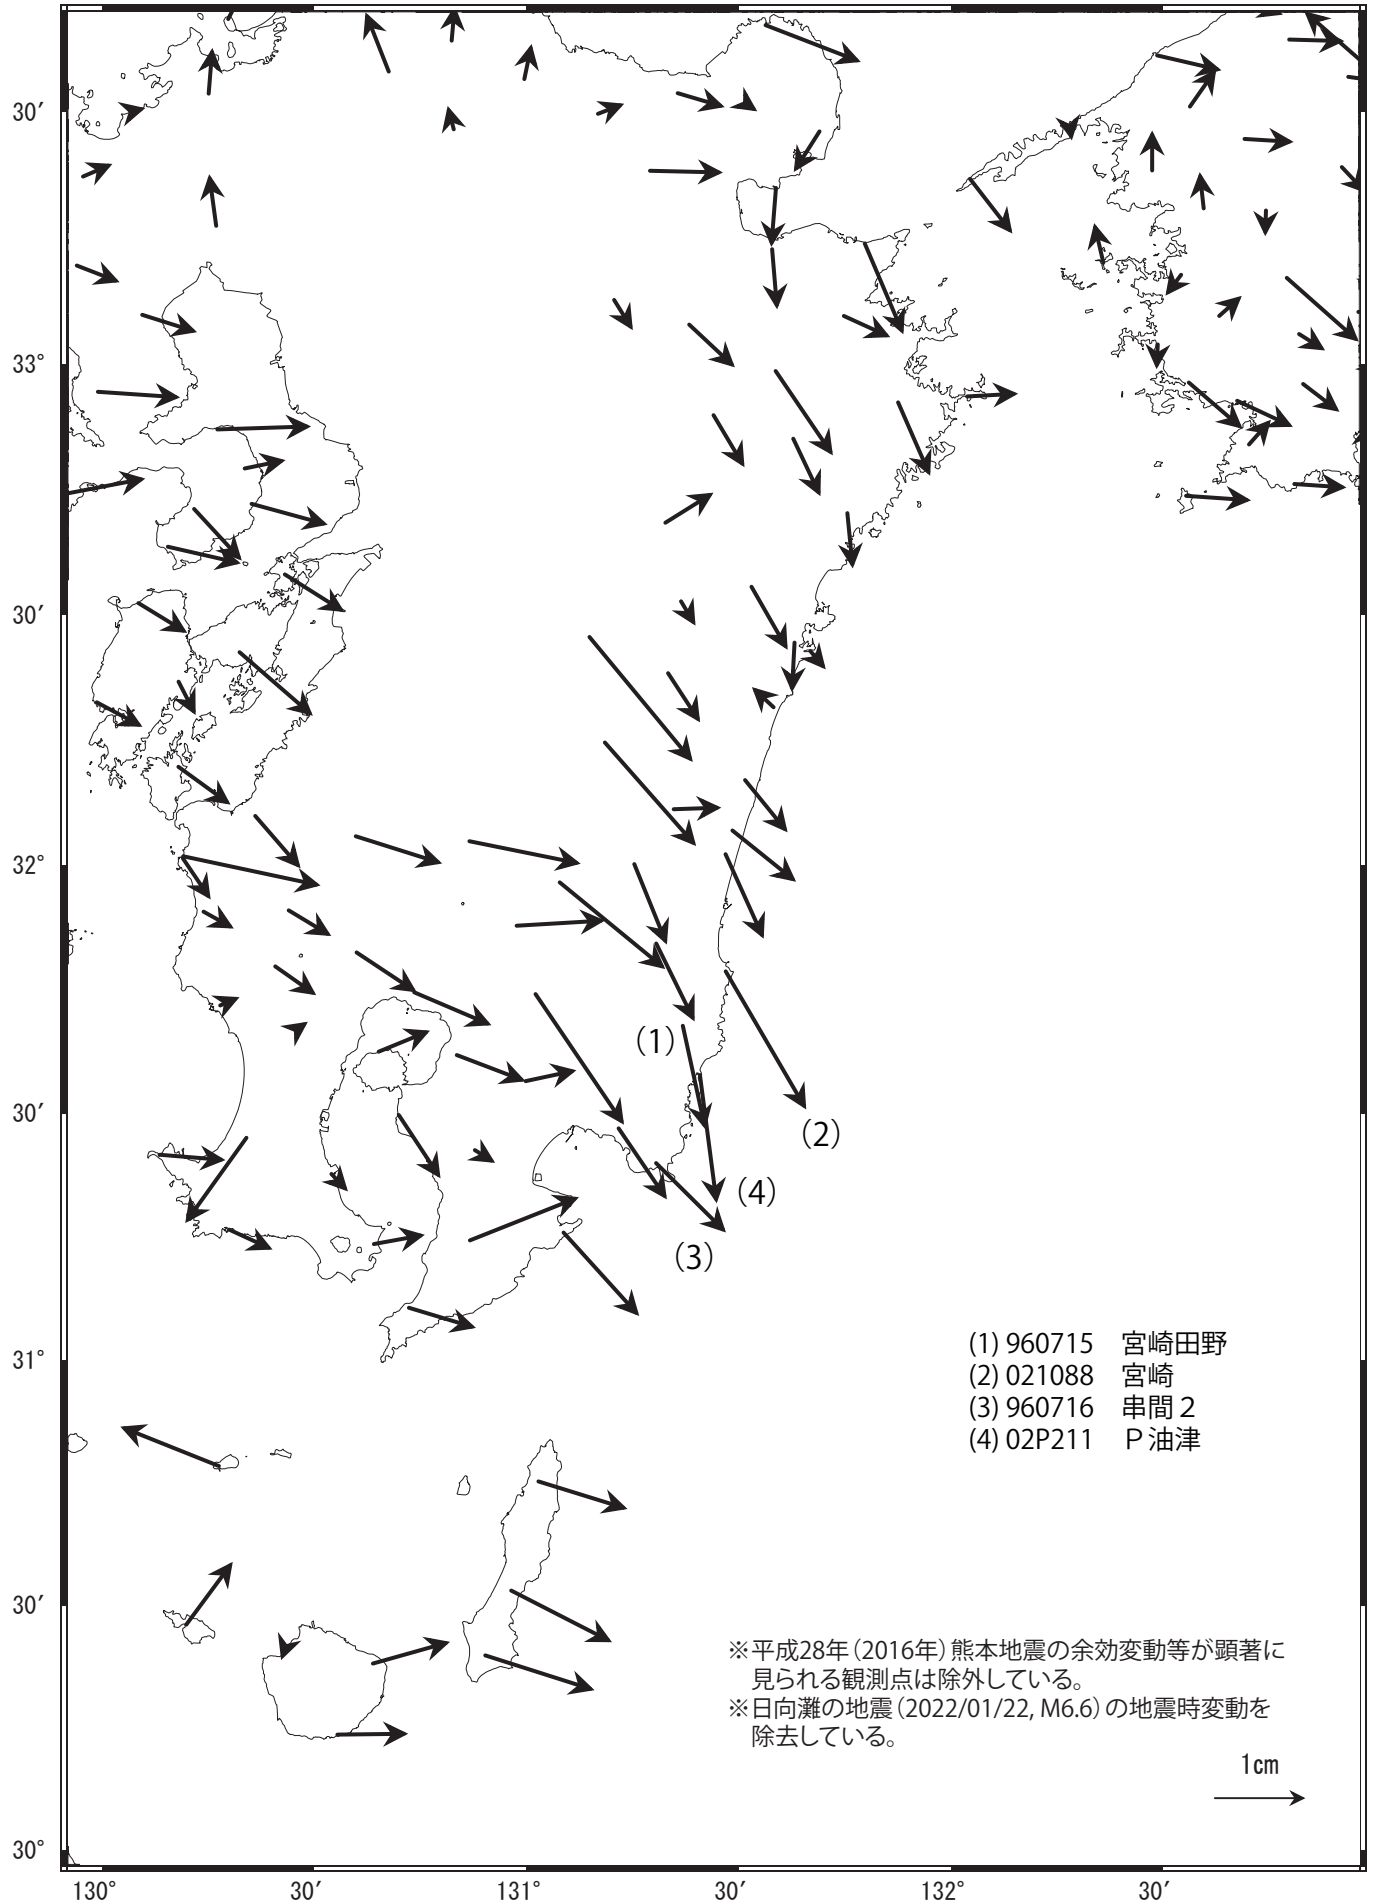 30′
33°
30′
32°
(1)
30′
(2)
(4)
(3)
31°
(1) 960715 宮崎田野
(2) 021088 宮崎
(3) 960716 串間２
(4) 02P211 Ｐ油津
30′
※平成28年（2016年）熊本地震の余効変動等が顕著に
見られる観測点は除外している。
※日向灘の地震（2022/01/22, M6.6）の地震時変動を
除去している。
1cm
30°
130° 30′ 131° 30′ 132° 30′